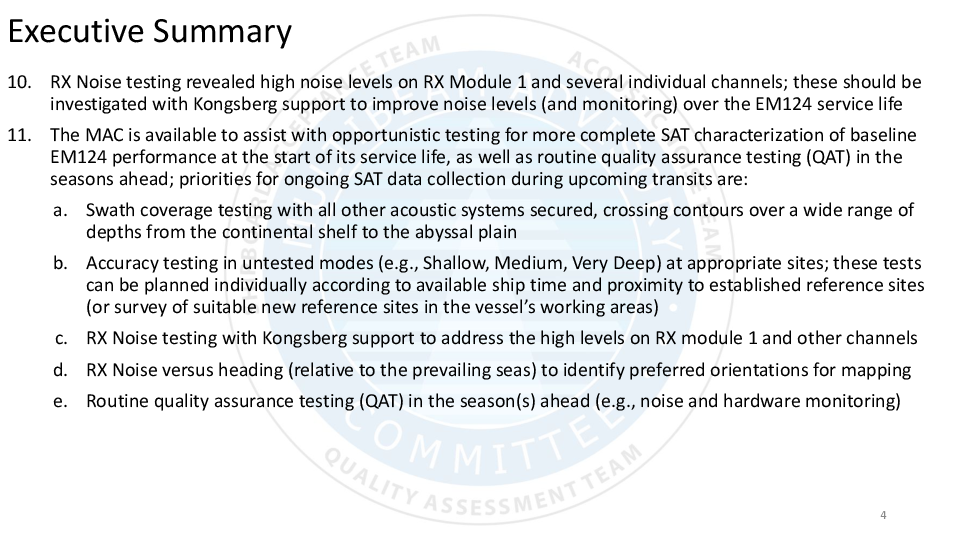 Executive Summary
10. RX Noise testing revealed high noise levels on RX Module 1 and several individual channels; these should be
investigated with Kongsberg support to improve noise levels (and monitoring) over the EM124 service life
11. The MAC is available to assist with opportunistic testing for more complete SAT characterization of baseline
EM124 performance at the start of its service life, as well as routine quality assurance testing (QAT) in the
seasons ahead; priorities for ongoing SAT data collection during upcoming transits are:
a. Swath coverage testing with all other acoustic systems secured, crossing contours over a wide range of
depths from the continental shelf to the abyssal plain
b. Accuracy testing in untested modes (e.g., Shallow, Medium, Very Deep) at appropriate sites; these tests
can be planned individually according to available ship time and proximity to established reference sites
(or survey of suitable new reference sites in the vessel's working areas)
c. RX Noise testing with Kongsberg support to address the high levels on RX module 1 and other channels
d. RX Noise versus heading (relative to the prevailing seas) to identify preferred orientations for mapping
e. Routine quality assurance testing (QAT) in the season(s) ahead (e.g., noise and hardware monitoring)
COMMITTEE
QUALITY ASSESSMENT TEAM
4